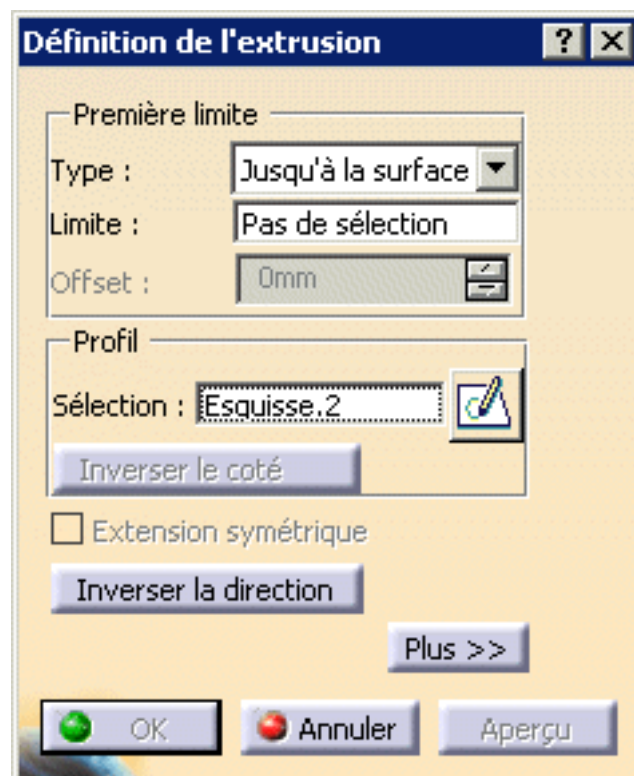 Définition de l'extrusion ? ×
Première limite
Type : Jusqu'à la surface
Limite : Pas de sélection
Offset : 0mm
Profil
Sélection : Esquisse.2
Inverser le coté
Extension symétrique
Inverser la direction
Plus >>
OK Annuler Aperçu